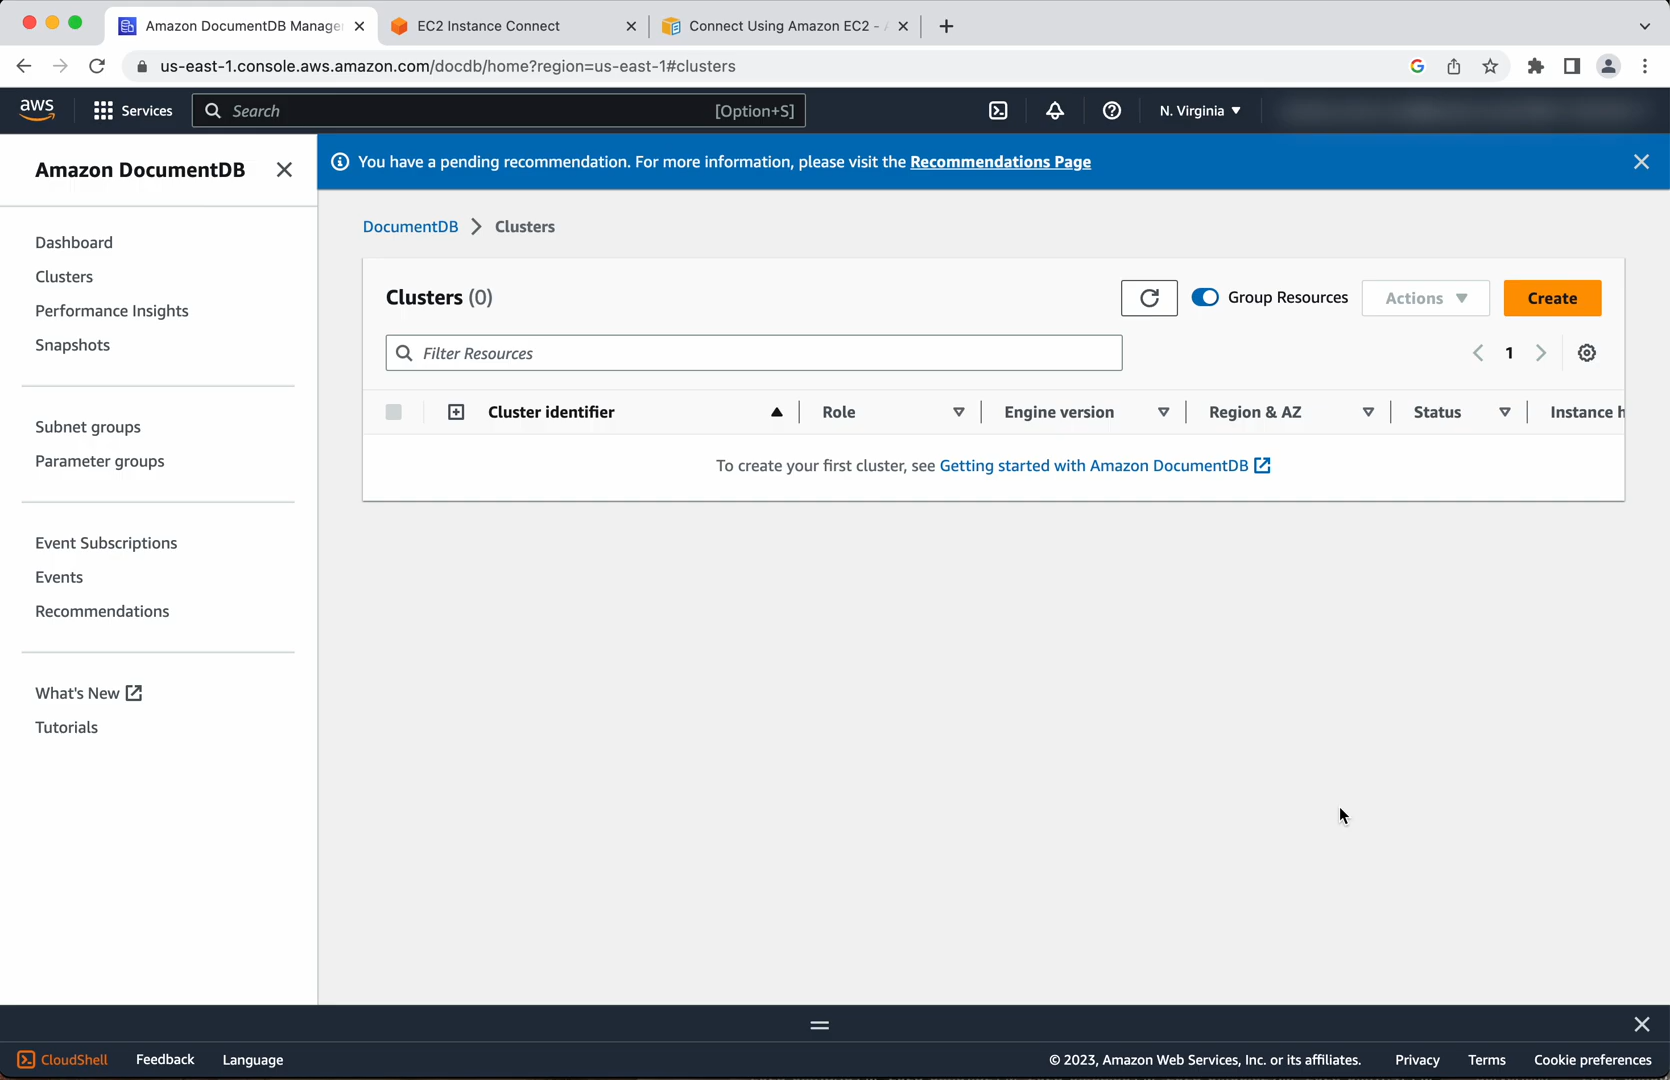 Amazon DocumentDB Manage
EC2 Instance Connect
Connect Using Amazon EC2 -
us-east-1.console.aws.amazon.com/docdb/home?region=us-east-1#clusters
aws
Services
Search
[Option+S]
N. Virginia
Amazon DocumentDB
You have a pending recommendation. For more information, please visit the Recommendations Page
Dashboard
Clusters
Performance Insights
Snapshots
Subnet groups
Parameter groups
Event Subscriptions
Events
Recommendations
What's New
Tutorials
DocumentDB
Clusters
Clusters (0)
Group Resources
Actions
Create
Filter Resources
1
Cluster identifier
Role
Engine version
Region & AZ
Status
Instance h
To create your first cluster, see Getting started with Amazon DocumentDB
CloudShell
Feedback
Language
© 2023, Amazon Web Services, Inc. or its affiliates.
Privacy
Terms
Cookie preferences